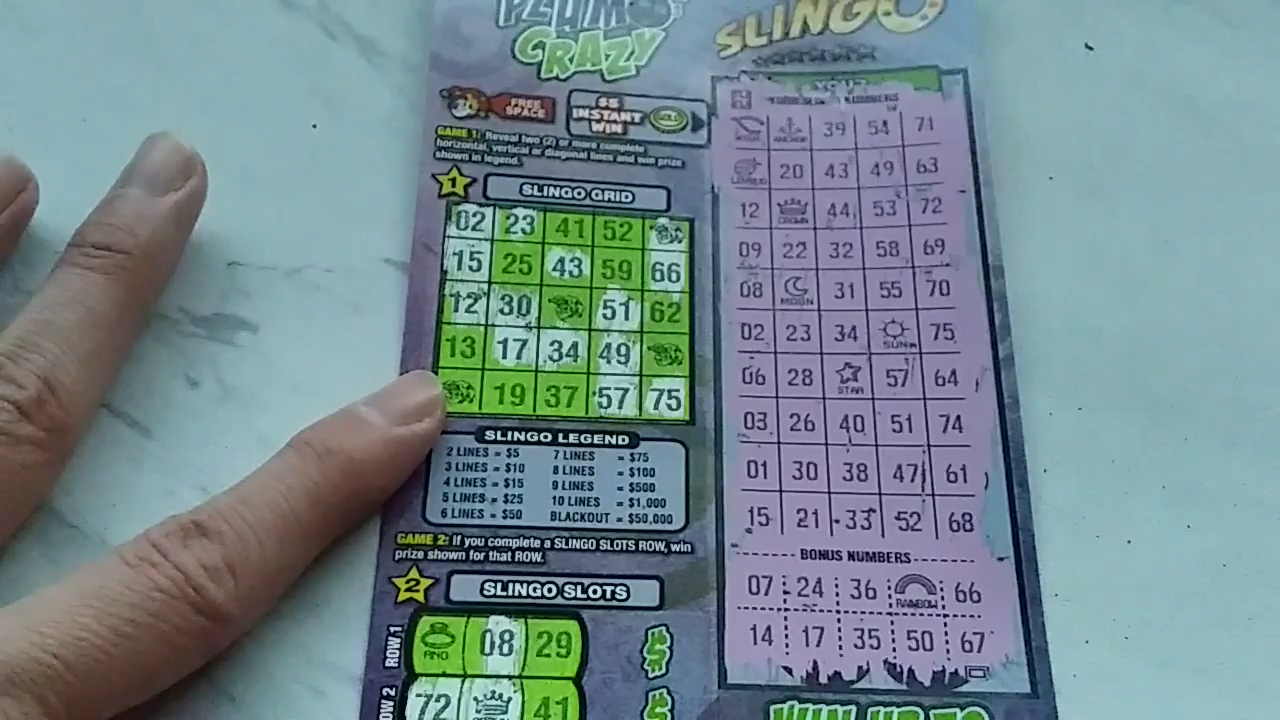 PLUMB
CRAZY
SLINGO
FREE
SPACE
$5
INSTANT
WIN
GOLD
GAME 1: Reveal two (2) or more complete
horizontal, vertical or diagonal lines and win prize
shown in legend.
1
SLINGO GRID
02 23 41 52
15 25 43 59 66
12 30 51 62
13 17 34 49
19 37 57 75
SLINGO LEGEND
2 LINES = $5 7 LINES = $75
3 LINES = $10 8 LINES = $100
4 LINES = $15 9 LINES = $500
5 LINES = $25 10 LINES = $1,000
6 LINES = $50 BLACKOUT = $50,000
GAME 2: If you complete a SLINGO SLOTS ROW, win
prize shown for that ROW.
2
SLINGO SLOTS
ROW 1
08 29
ROW 2
72 41
NUMBERS
ANCHOR 39 54 71
20 43 49 63
12 CROWN 44 53 72
09 22 32 58 69
08 MOON 31 55 70
02 23 34 SUN 75
06 28 STAR 57 64
03 26 40 51 74
01 30 38 47 61
15 21 33 52 68
BONUS NUMBERS
07 24 36 RAINBOW 66
14 17 35 50 67
WIN UP TO